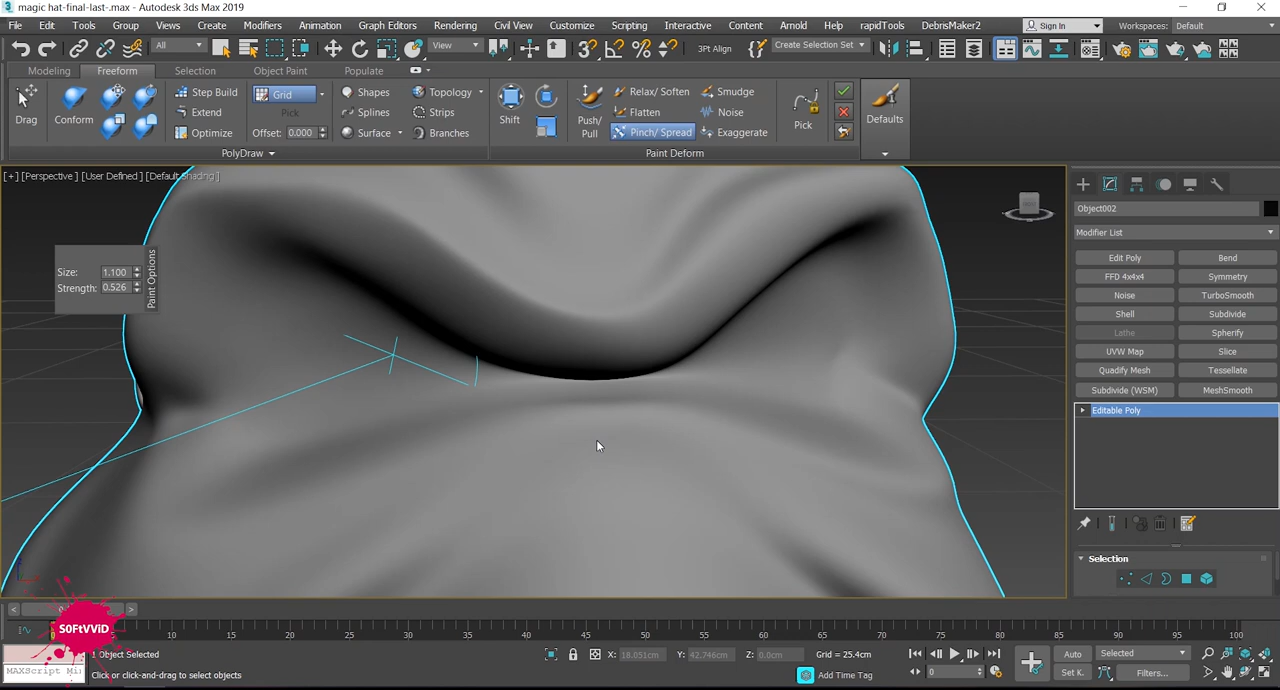 magic hat-final-last-.max - Autodesk 3ds Max 2019
File Edit Tools Group Views Create Modifiers Animation Graph Editors Rendering Civil View Customize Scripting Interactive Content Arnold Help rapidTools DebrisMaker2 Sign In Workspaces: Default
All View 3Pt Align Create Selection Set
Modeling Freeform Selection Object Paint Populate
Drag Conform Step Build Grid Shapes Topology Shift Push/ Relax/ Soften Smudge Pick Defaults
Extend Pick Splines Strips Pull Flatten Noise
Optimize Offset: 0.000 Surface Branches Pinch/ Spread Exaggerate
PolyDraw Paint Deform
[+] [Perspective ] [User Defined ] [Default Shading ]
Object002
Modifier List
Size: 1.100
Strength: 0.526
Paint Options
Edit Poly Bend
FFD 4x4x4 Symmetry
Noise TurboSmooth
Shell Subdivide
Lathe Spherify
UVW Map Slice
Quadify Mesh Tessellate
Subdivide (WSM) MeshSmooth
Editable Poly
Selection
S0FtVViD
10 15 20 25 30 35 40 45 50 55 60 65 70 75 80 85 90 95 100
1 Object Selected X: 18.051cm Y: 42.746cm Z: 0.0cm Grid = 25.4cm Auto Selected
MAXScript Mi Click or click-and-drag to select objects Add Time Tag 0 Set K. Filters...